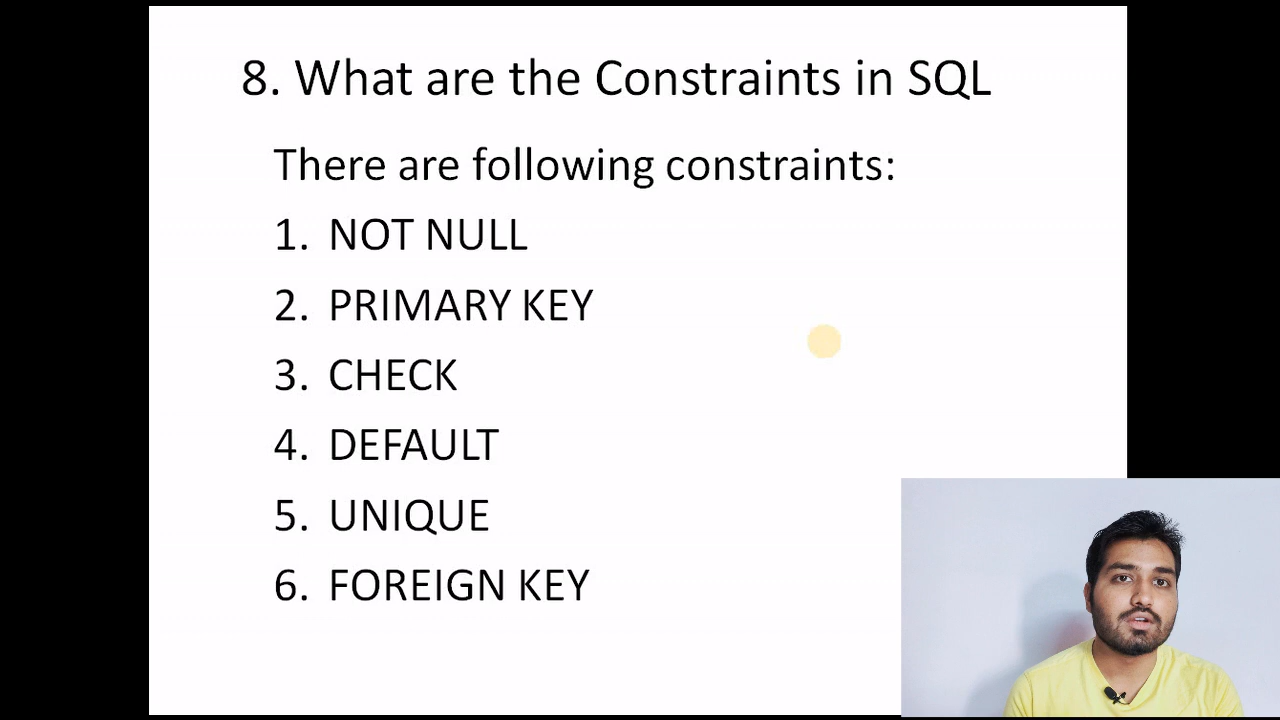 8. What are the Constraints in SQL
There are following constraints:
1. NOT NULL
2. PRIMARY KEY
3. CHECK
4. DEFAULT
5. UNIQUE
6. FOREIGN KEY